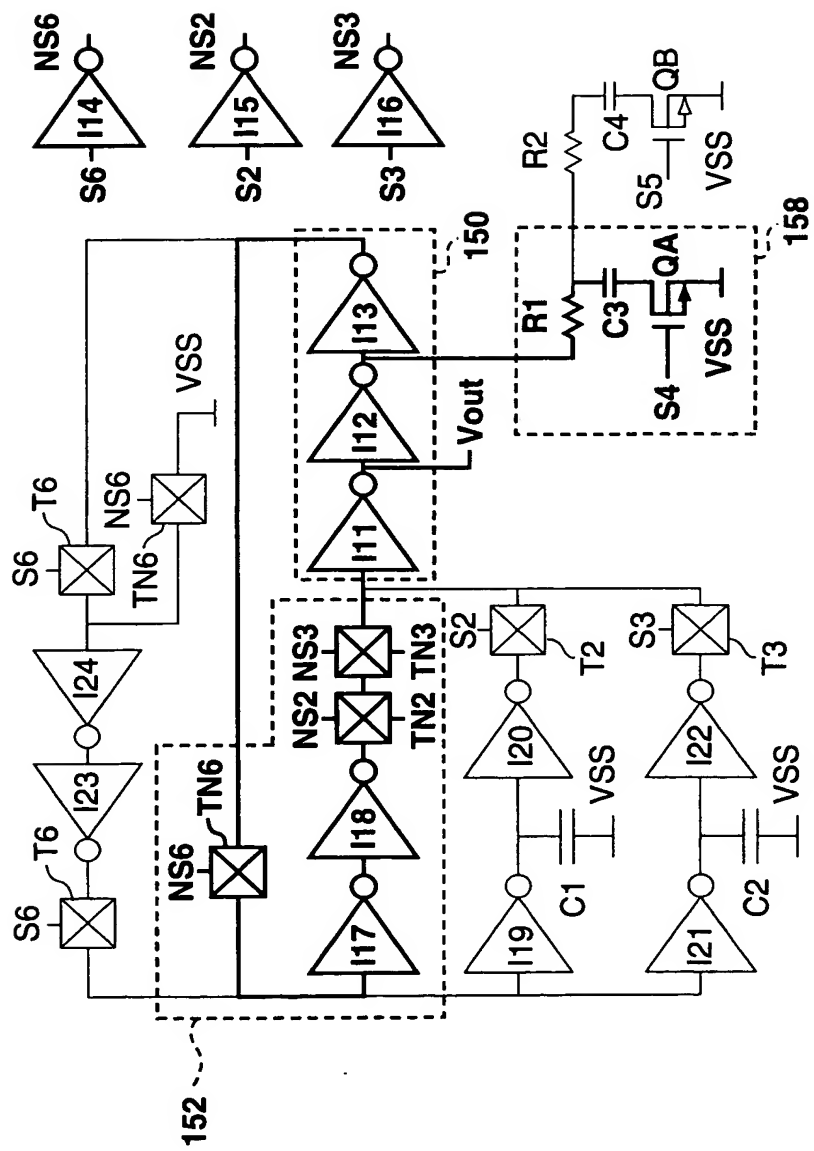 S6
I14
NS6
S2
I15
NS2
S3
I16
NS3
S6
T6
I23
I24
S6
T6
TN6
NS6
VSS
152
NS6
TN6
I17
I18
NS2
TN2
NS3
TN3
I11
I12
I13
150
Vout
I19
C1
VSS
I20
S2
T2
I21
C2
VSS
I22
S3
T3
R1
C3
S4
QA
VSS
158
R2
C4
S5
QB
VSS